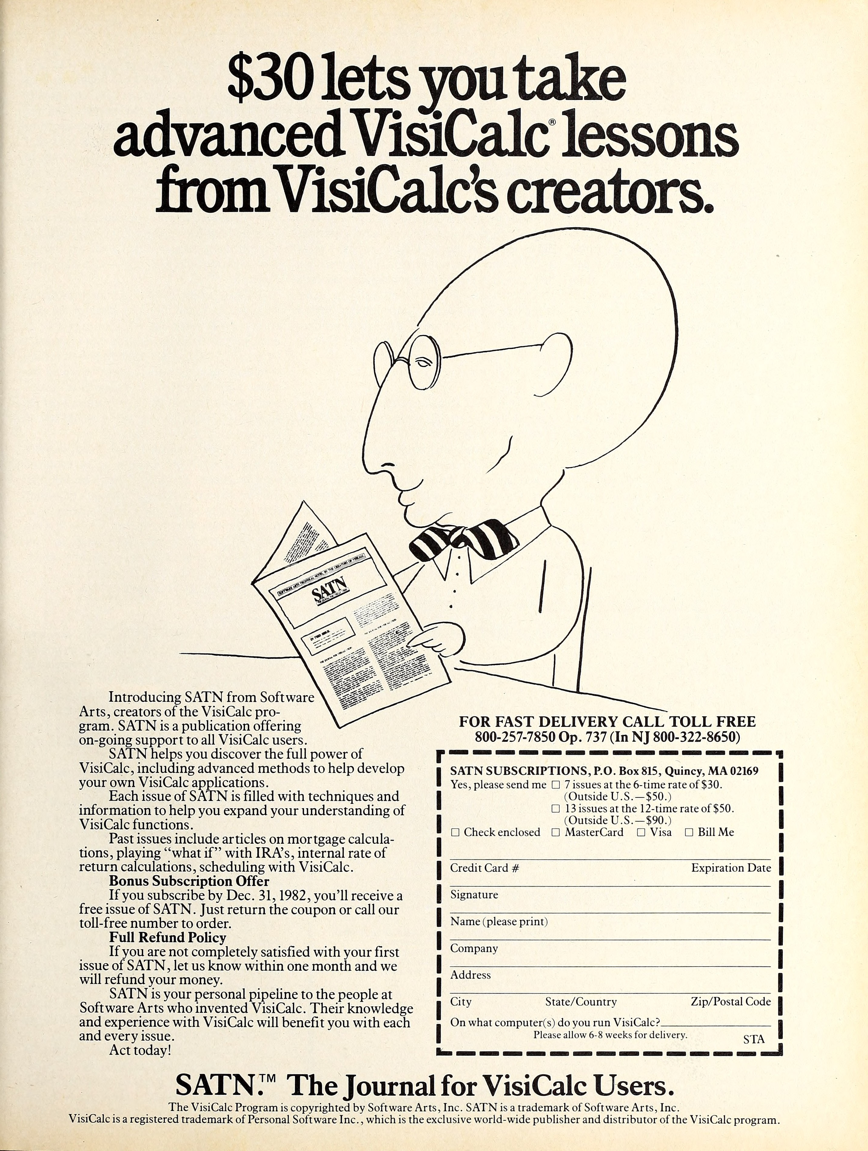 $30 lets you take
advanced VisiCalc® lessons
from VisiCalc's creators.
SATN
Introducing SATN from Software
Arts, creators of the VisiCalc pro-
gram. SATN is a publication offering
on-going support to all VisiCalc users.
SATN helps you discover the full power of
VisiCalc, including advanced methods to help develop
your own VisiCalc applications.
Each issue of SATN is filled with techniques and
information to help you expand your understanding of
VisiCalc functions.
Past issues include articles on mortgage calcula-
tions, playing "what if" with IRA's, internal rate of
return calculations, scheduling with VisiCalc.
Bonus Subscription Offer
If you subscribe by Dec. 31, 1982, you'll receive a
free issue of SATN. Just return the coupon or call our
toll-free number to order.
Full Refund Policy
If you are not completely satisfied with your first
issue of SATN, let us know within one month and we
will refund your money.
SATN is your personal pipeline to the people at
Software Arts who invented VisiCalc. Their knowledge
and experience with VisiCalc will benefit you with each
and every issue.
Act today!
FOR FAST DELIVERY CALL TOLL FREE
800-257-7850 Op. 737 (In NJ 800-322-8650)
SATN SUBSCRIPTIONS, P.O. Box 815, Quincy, MA 02169
Yes, please send me □ 7 issues at the 6-time rate of $30.
(Outside U.S.—$50.)
□ 13 issues at the 12-time rate of $50.
(Outside U.S.—$90.)
□ Check enclosed □ MasterCard □ Visa □ Bill Me
Credit Card # Expiration Date
Signature
Name (please print)
Company
Address
City State/Country Zip/Postal Code
On what computer(s) do you run VisiCalc?
Please allow 6-8 weeks for delivery.
STA
SATN.™ The Journal for VisiCalc Users.
The VisiCalc Program is copyrighted by Software Arts, Inc. SATN is a trademark of Software Arts, Inc.
VisiCalc is a registered trademark of Personal Software Inc., which is the exclusive world-wide publisher and distributor of the VisiCalc program.